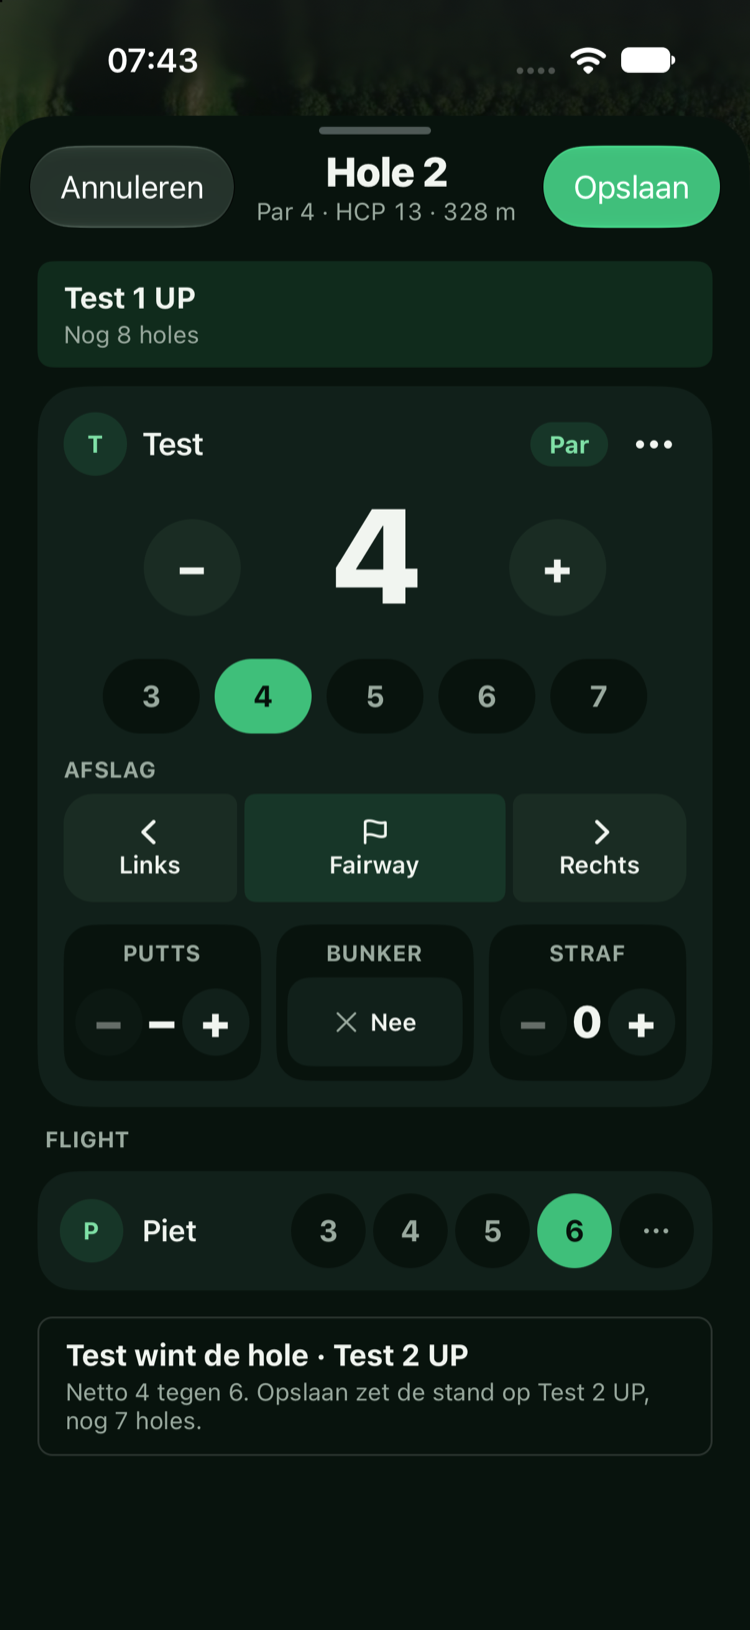 07:43
Annuleren
Hole 2
Par 4 · HCP 13 · 328 m
Opslaan
Test 1 UP
Nog 8 holes
T
Test
Par
•••
–
4
+
3
4
5
6
7
AFSLAG
Links
Fairway
Rechts
PUTTS
BUNKER
STRAF
– – +
Nee
– 0 +
FLIGHT
P
Piet
3
4
5
6
···
Test wint de hole · Test 2 UP
Netto 4 tegen 6. Opslaan zet de stand op Test 2 UP,
nog 7 holes.